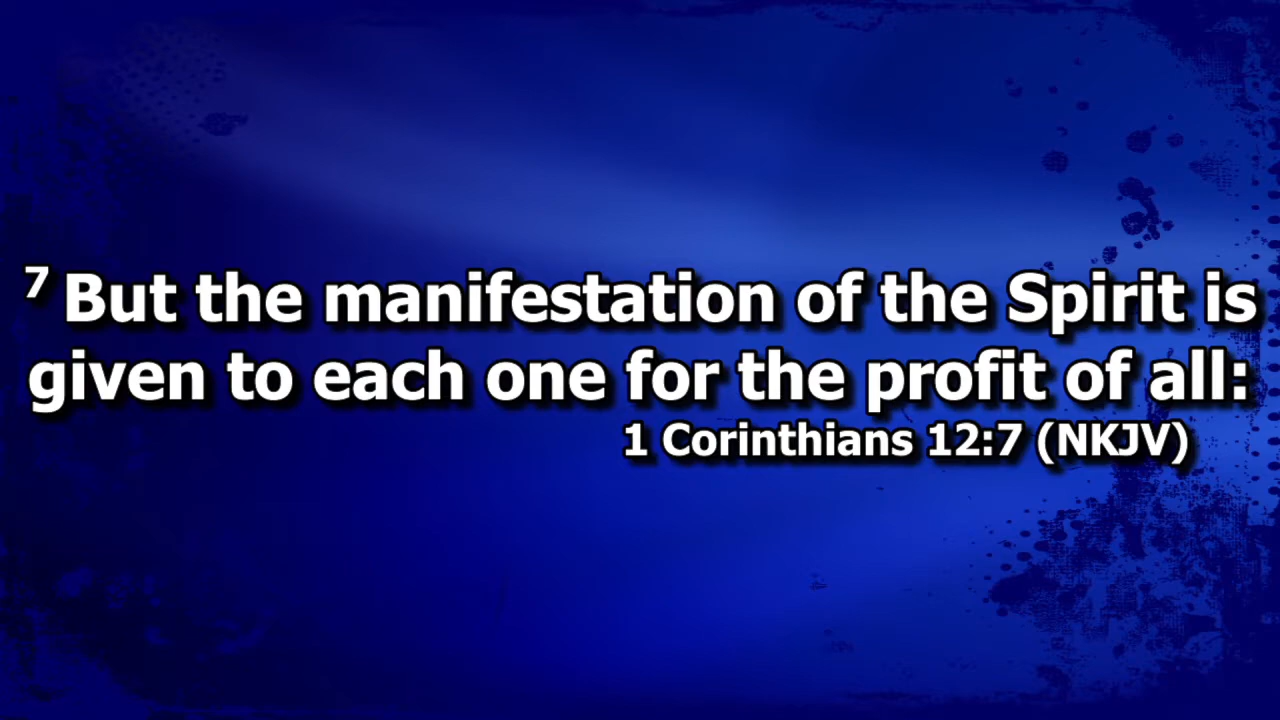 7 But the manifestation of the Spirit is
given to each one for the profit of all:
1 Corinthians 12:7 (NKJV)